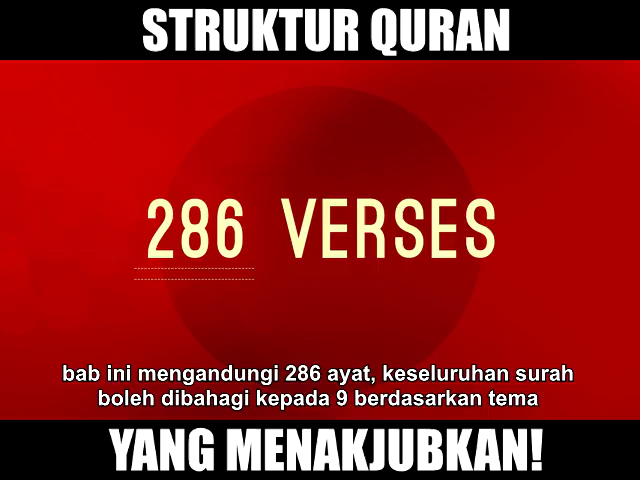 STRUKTUR QURAN
286 VERSES
bab ini mengandungi 286 ayat, keseluruhan surah
boleh dibahagi kepada 9 berdasarkan tema
YANG MENAKJUBKAN!